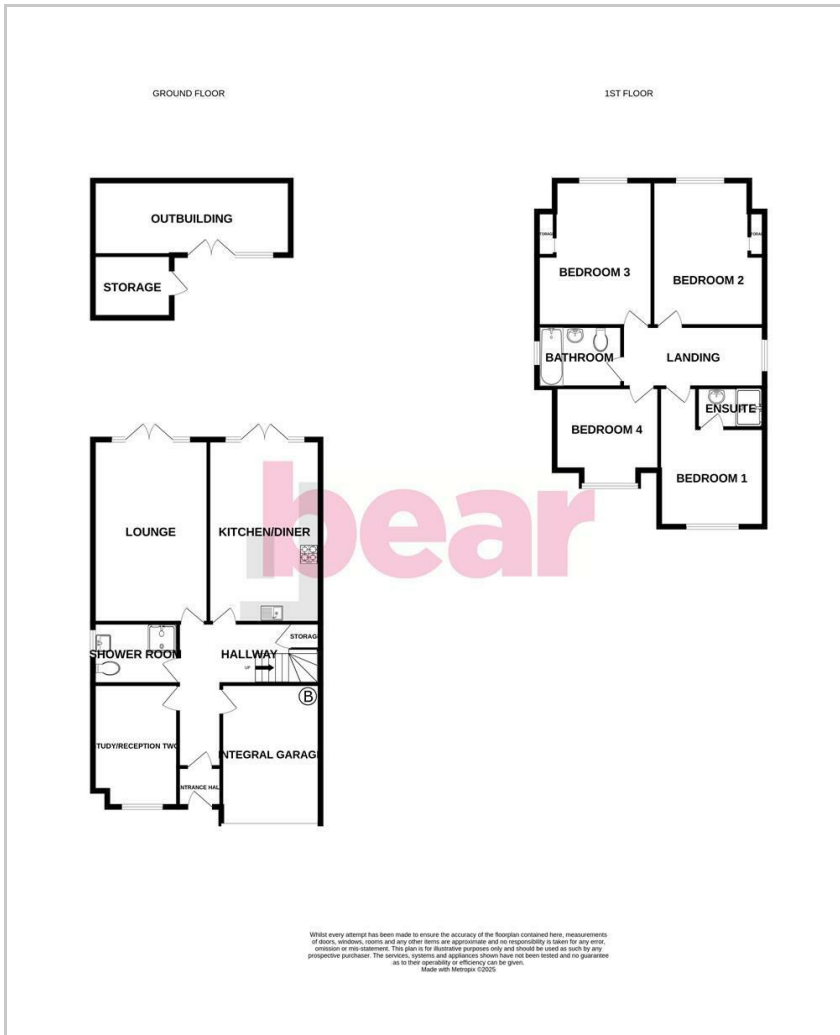 GROUND FLOOR
1ST FLOOR
OUTBUILDING
STORAGE
BEDROOM 3
BEDROOM 2
BATHROOM
LANDING
BEDROOM 4
ENSUITE
BEDROOM 1
LOUNGE
KITCHEN/DINER
bear
SHOWER ROOM
HALLWAY
STORAGE
UP
B
TUDY/RECEPTION TWO
INTEGRAL GARAGE
NTRANCE HAL
Whilst every attempt has been made to ensure the accuracy of the floorplan contained here, measurements
of doors, windows, rooms and any other items are approximate and no responsibility is taken for any error,
omission or mis-statement. This plan is for illustrative purposes only and should be used as such by any
prospective purchaser. The services, systems and appliances shown have not been tested and no guarantee
as to their operability or efficiency can be given.
Made with Metropix ©2025